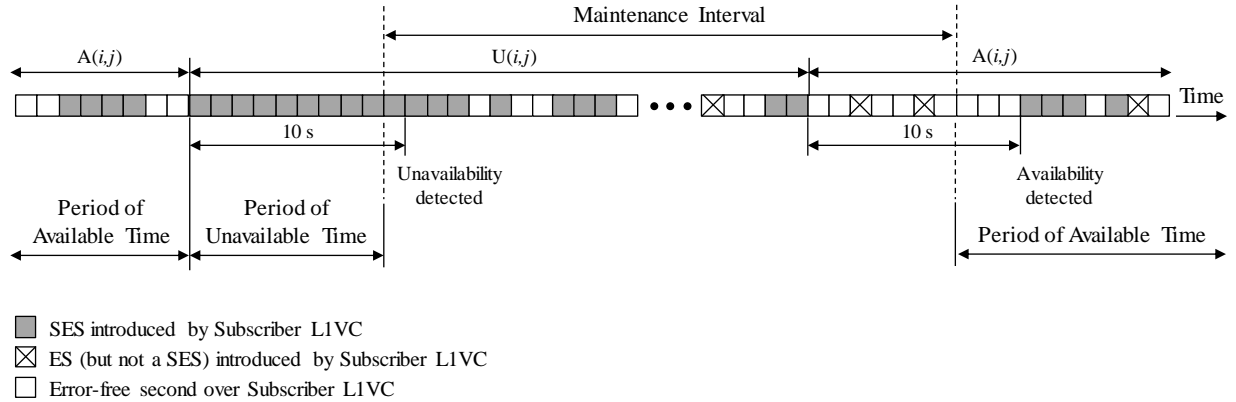 Maintenance Interval
A(i,j)
U(i,j)
A(i,j)
Time
10 s
10 s
Unavailability
detected
Availability
detected
Period of
Available Time
Period of
Unavailable Time
Period of Available Time
SES introduced by Subscriber L1VC
ES (but not a SES) introduced by Subscriber L1VC
Error-free second over Subscriber L1VC